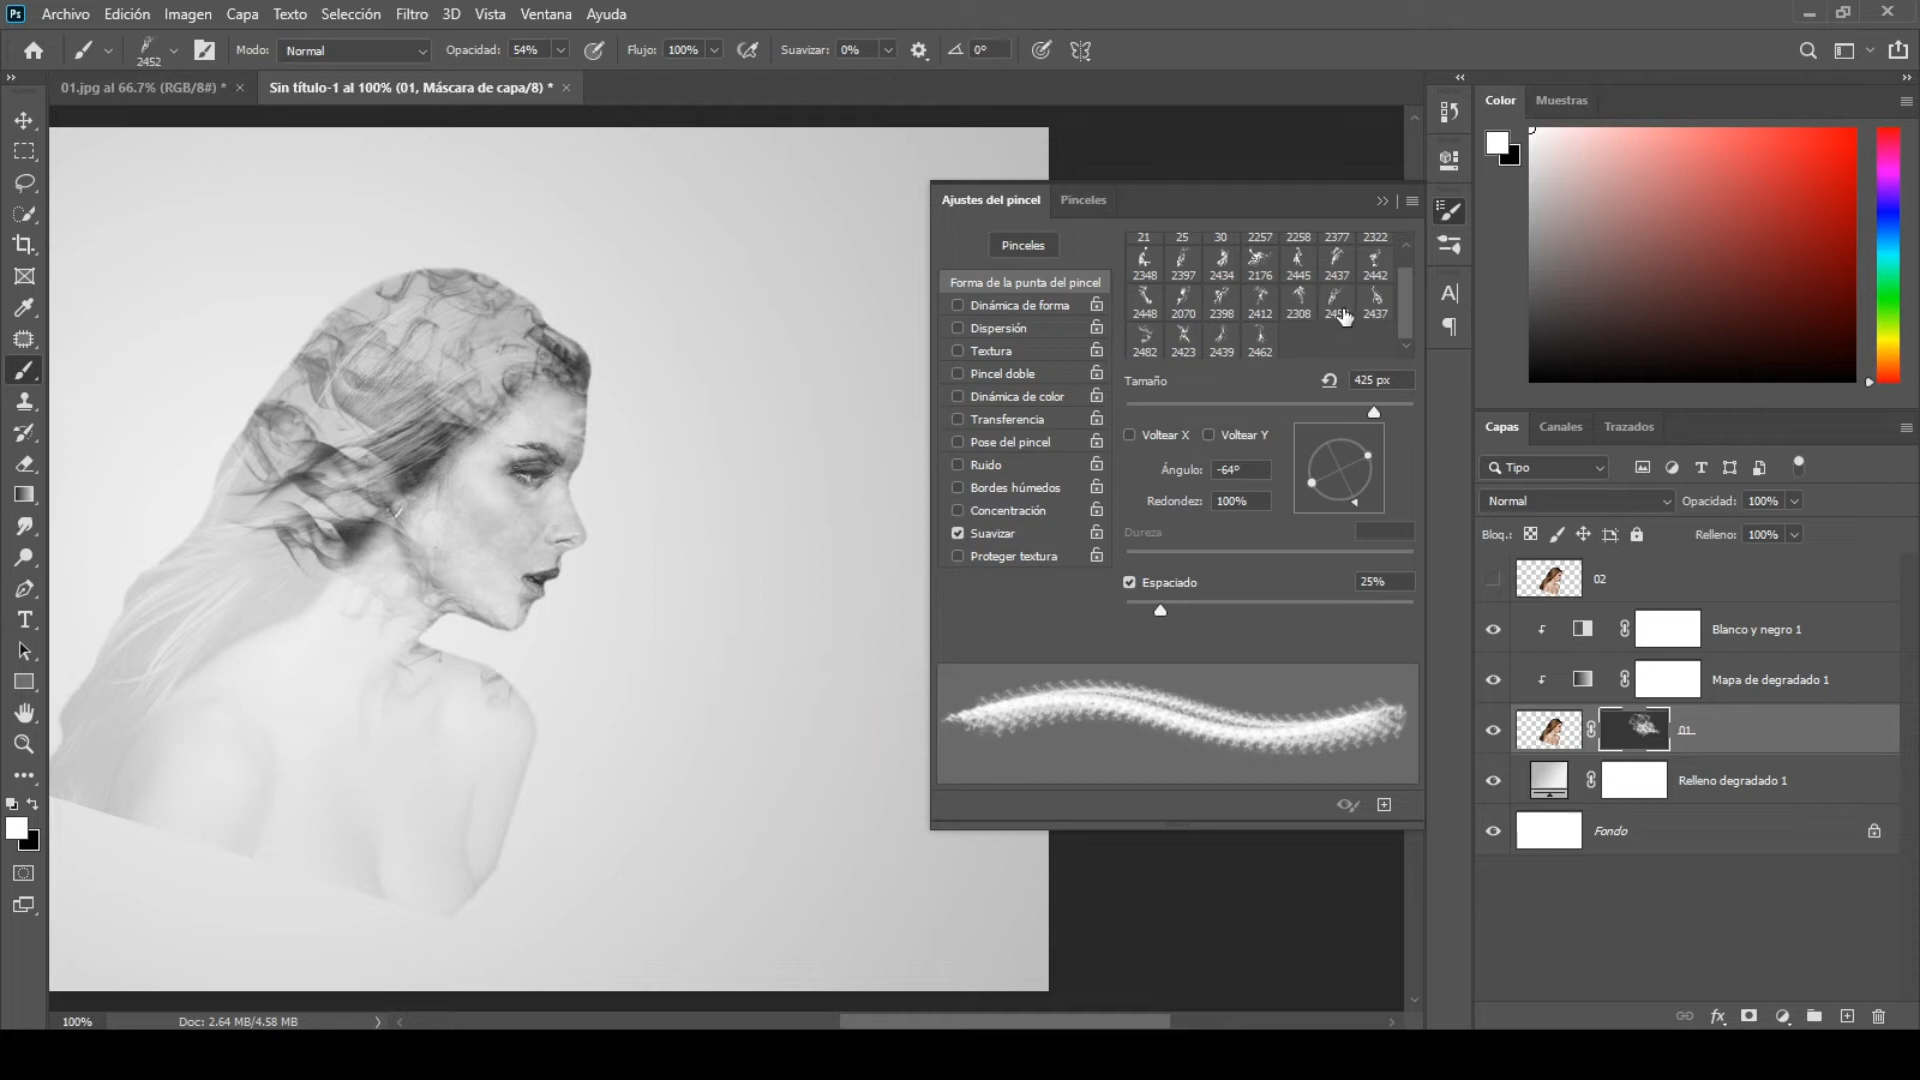 Ps Archivo Edición Imagen Capa Texto Selección Filtro 3D Vista Ventana Ayuda
2452 Modo: Normal Opacidad: 54% Flujo: 100% Suavizar: 0% 0°
01.jpg al 66.7% (RGB/8#) * Sin título-1 al 100% (01, Máscara de capa/8) *
Ajustes del pincel Pinceles
Pinceles
Forma de la punta del pincel
Dinámica de forma
Dispersión
Textura
Pincel doble
Dinámica de color
Transferencia
Pose del pincel
Ruido
Bordes húmedos
Concentración
Suavizar
Proteger textura
21 25 30 2257 2258 2377 2322
2348 2397 2434 2176 2445 2437 2442
2448 2070 2398 2412 2308 2437
2482 2423 2439 2462
Tamaño 425 px
Voltear X Voltear Y
Ángulo: -64°
Redondez: 100%
Dureza
Espaciado 25%
Color Muestras
Capas Canales Trazados
Tipo
Normal Opacidad: 100%
Bloq.: Relleno: 100%
02
Blanco y negro 1
Mapa de degradado 1
01
Relleno degradado 1
Fondo
fx
100% Doc: 2.64 MB/4.58 MB